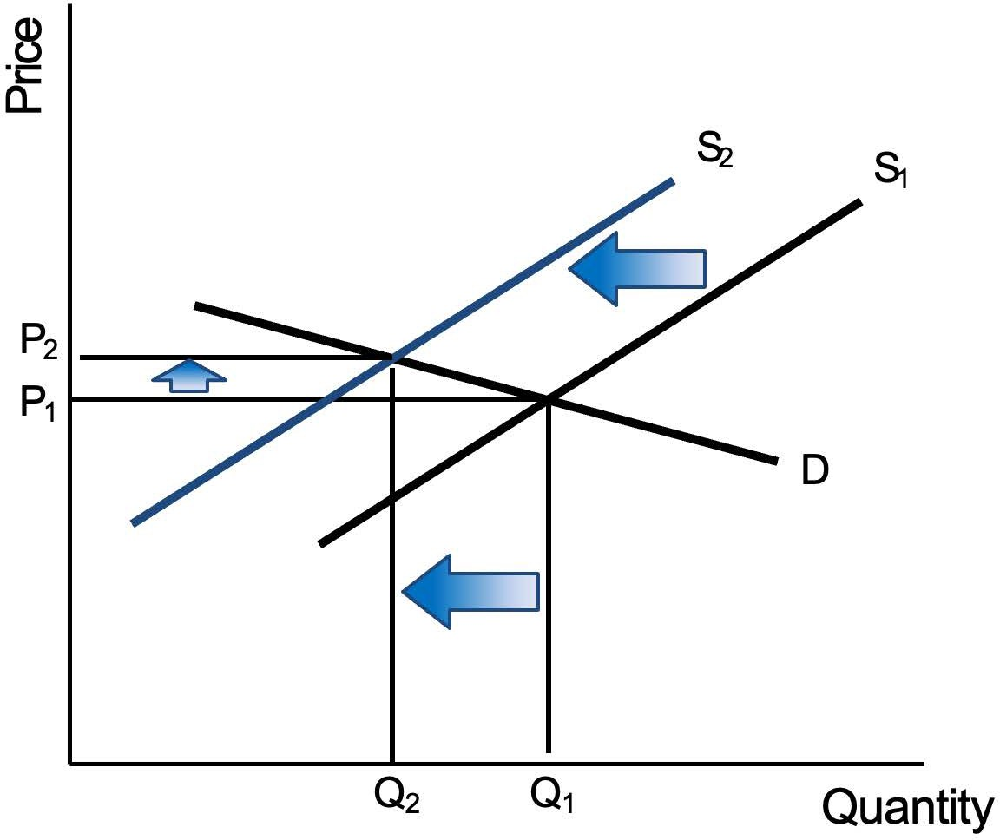 Price
S₂
S₁
P₂
P₁
D
Q₂
Q₁
Quantity